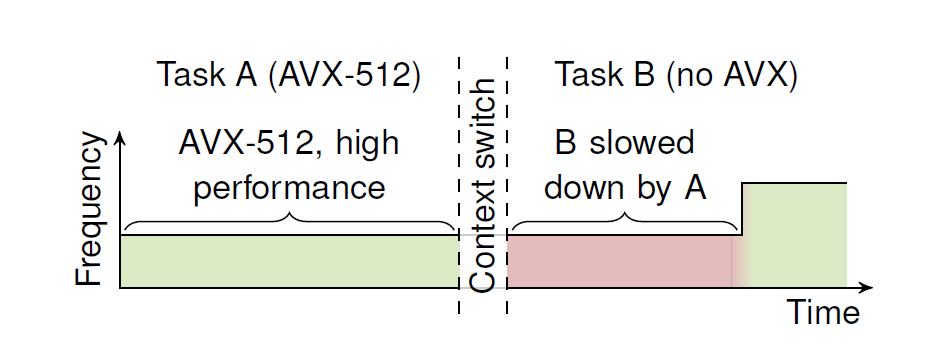 Task A (AVX-512)
Task B (no AVX)
AVX-512, high
performance
B slowed
down by A
Context switch
Frequency
Time